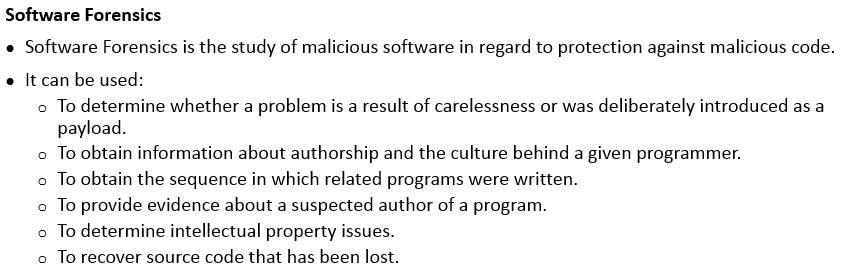 Software Forensics
• Software Forensics is the study of malicious software in regard to protection against malicious code.
• It can be used:
o To determine whether a problem is a result of carelessness or was deliberately introduced as a
payload.
o To obtain information about authorship and the culture behind a given programmer.
o To obtain the sequence in which related programs were written.
o To provide evidence about a suspected author of a program.
o To determine intellectual property issues.
o To recover source code that has been lost.